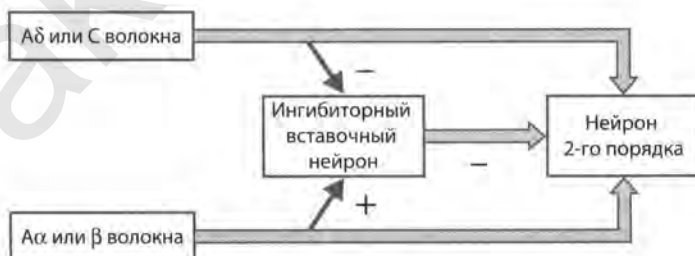 Aδ или C волокна
–
Ингибиторный
вставочный
нейрон
–
Нейрон
2-го порядка
+
Aα или β волокна